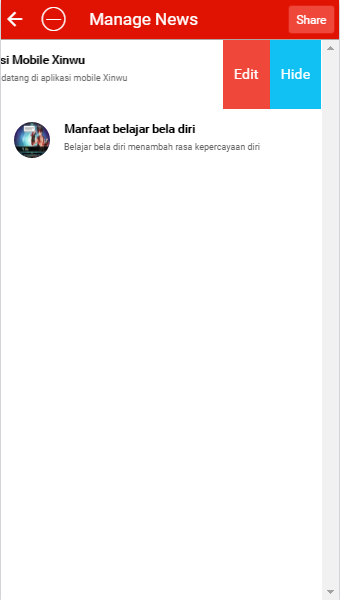 Manage News
Share
si Mobile Xinwu
datang di aplikasi mobile Xinwu
Edit
Hide
Manfaat belajar bela diri
Belajar bela diri menambah rasa kepercayaan diri